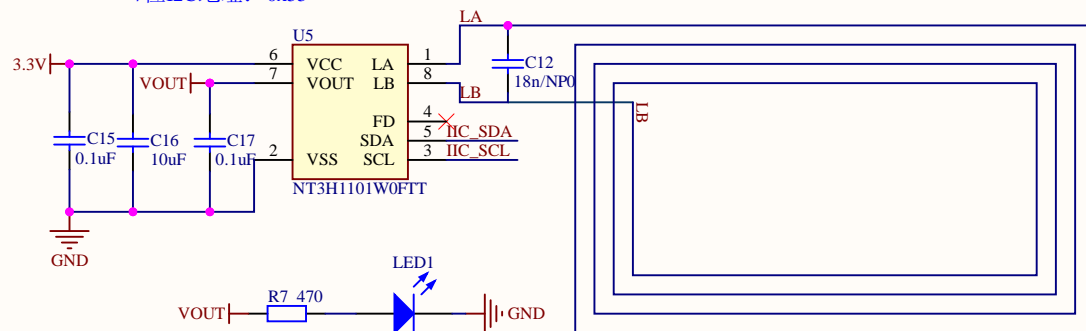 LA
U5
3.3V
6 VCC LA 1
7 VOUT LB 8
VOUT
C12
18n/NP0
LB
LB
FD 4
SDA 5 IIC_SDA
2 VSS SCL 3 IIC_SCL
C15
0.1uF
C16
10uF
C17
0.1uF
NT3H1101W0FTT
GND
LED1
R7 470
VOUT
GND